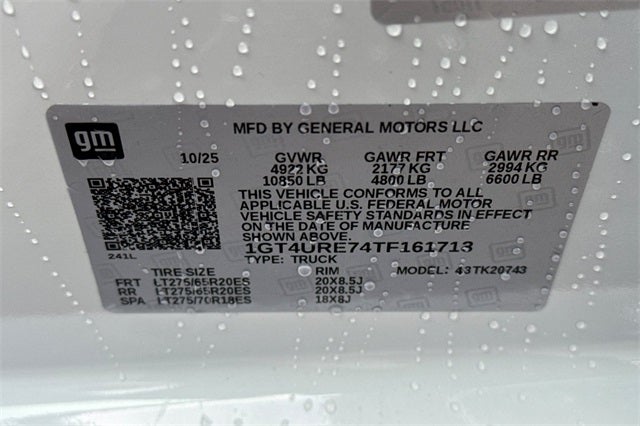 gm
MFD BY GENERAL MOTORS LLC
10/25 GVWR GAWR FRT GAWR RR
4922 KG 2177 KG 2994 KG
10850 LB 4800 LB 6600 LB
THIS VEHICLE CONFORMS TO ALL
APPLICABLE U.S. FEDERAL MOTOR
VEHICLE SAFETY STANDARDS IN EFFECT
ON THE DATE OF MANUFACTURE
SHOWN ABOVE.
1GT4URE74TF161713
241L
TYPE: TRUCK MODEL: 43TK20743
TIRE SIZE RIM
FRT LT275/65R20ES 20X8.5J
RR LT275/65R20ES 20X8.5J
SPA LT275/70R18ES 18X8J